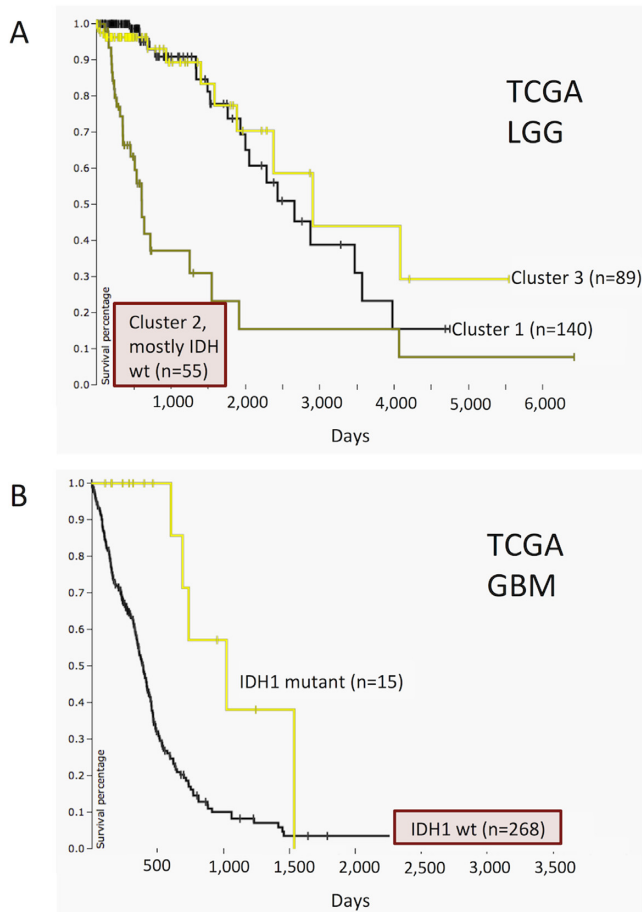 A
TCGA
LGG
1.0
0.9
0.8
0.7
0.6
0.5
0.4
0.3
0.2
0.1
0.0
Survival percentage
Cluster 3 (n=89)
Cluster 1 (n=140)
Cluster 2,
mostly IDH
wt (n=55)
1,000 2,000 3,000 4,000 5,000 6,000
Days
B
TCGA
GBM
1.0
0.9
0.8
0.7
0.6
0.5
0.4
0.3
0.2
0.1
0.0
Survival percentage
IDH1 mutant (n=15)
IDH1 wt (n=268)
500 1,000 1,500 2,000 2,500 3,000 3,500
Days